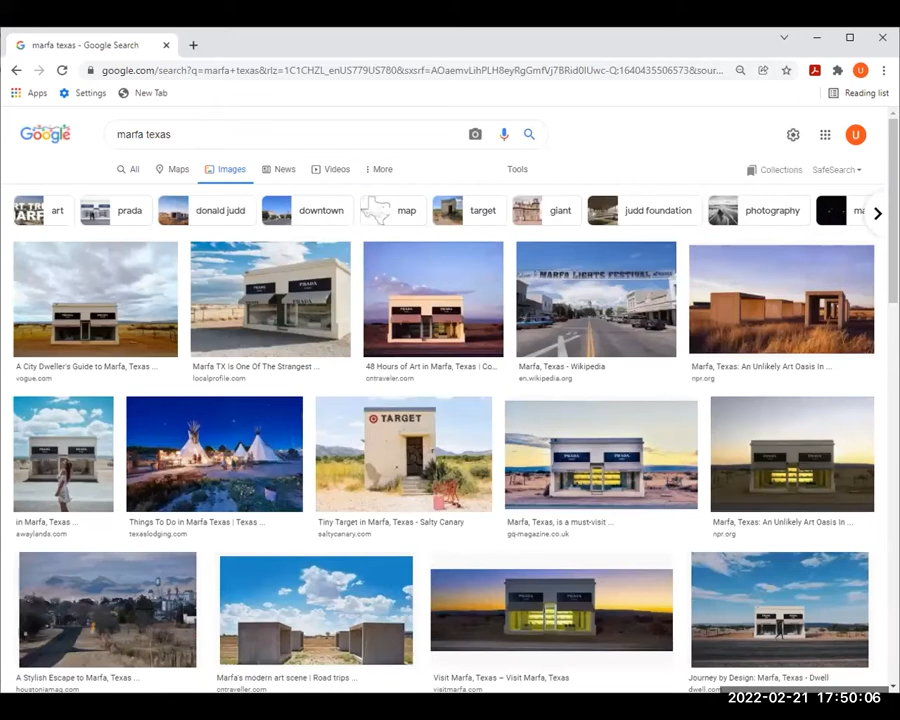 marfa texas - Google Search
google.com/search?q=marfa+texas&rlz=1C1CHZL_enUS779US780&sxsrf=AOaemvLihPLH8eyRgGmfVj7BRid0IUwc-Q:1640435506573&sour...
Apps Settings New Tab Reading list
Google marfa texas U
All Maps Images News Videos More Tools Collections SafeSearch
art prada donald judd downtown map target giant judd foundation photography
PRADA PRADA
MARFA LIGHTS FESTIVAL
A City Dweller's Guide to Marfa, Texas ...
vogue.com
Marfa TX Is One Of The Strangest ...
localprofile.com
48 Hours of Art in Marfa, Texas | Co...
cntraveler.com
Marfa, Texas - Wikipedia
en.wikipedia.org
Marfa, Texas: An Unlikely Art Oasis In ...
npr.org
TARGET
PRADA PRADA
in Marfa, Texas ...
awaylands.com
Things To Do in Marfa Texas | Texas ...
texaslodging.com
Tiny Target in Marfa, Texas - Salty Canary
saltycanary.com
Marfa, Texas, is a must-visit ...
gq-magazine.co.uk
Marfa, Texas: An Unlikely Art Oasis In ...
npr.org
PRADA PRADA
A Stylish Escape to Marfa, Texas ...
houstoniamag.com
Marfa's modern art scene | Road trips ...
cntraveller.com
Visit Marfa, Texas – Visit Marfa, Texas
visitmarfa.com
Journey by Design: Marfa, Texas - Dwell
dwell.com
2022-02-21 17:50:06